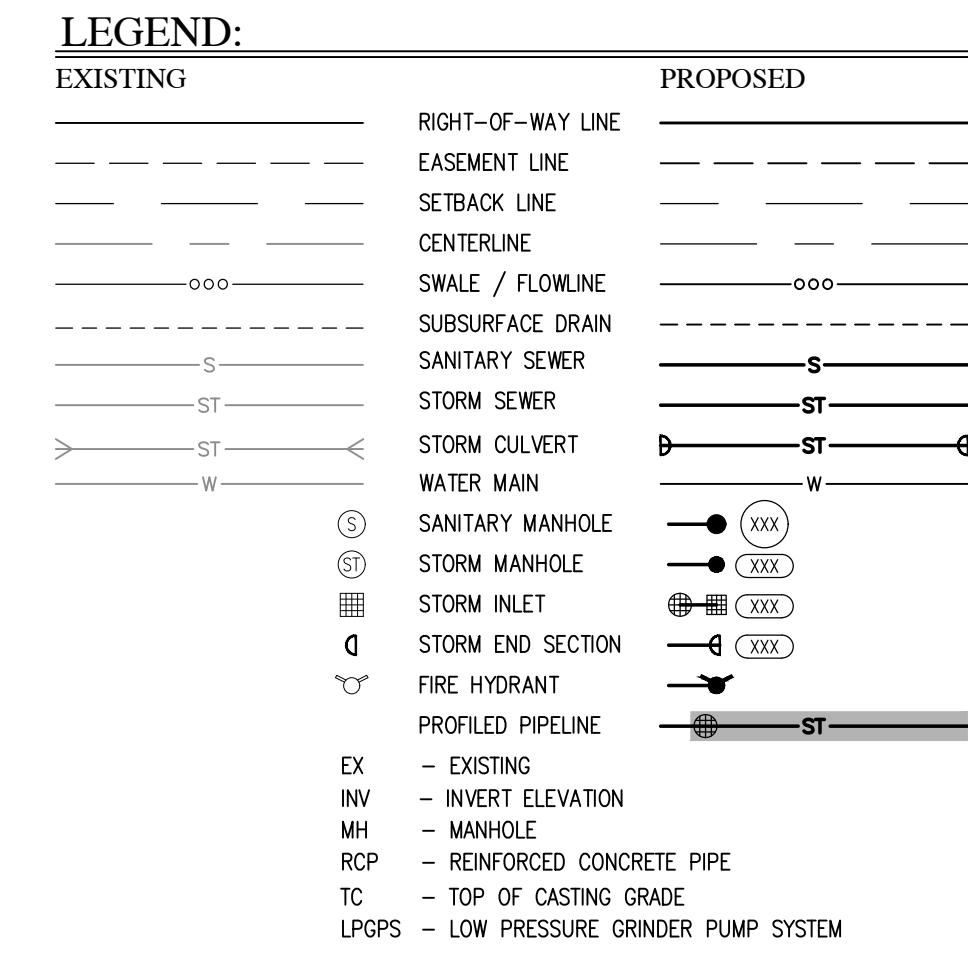 LEGEND:
EXISTING PROPOSED
RIGHT-OF-WAY LINE
EASEMENT LINE
SETBACK LINE
CENTERLINE
SWALE / FLOWLINE
SUBSURFACE DRAIN
S SANITARY SEWER S
ST STORM SEWER ST
ST STORM CULVERT ST
W WATER MAIN W
S SANITARY MANHOLE XXX
ST STORM MANHOLE XXX
STORM INLET XXX
STORM END SECTION XXX
FIRE HYDRANT
PROFILED PIPELINE ST
EX - EXISTING
INV - INVERT ELEVATION
MH - MANHOLE
RCP - REINFORCED CONCRETE PIPE
TC - TOP OF CASTING GRADE
LPGPS - LOW PRESSURE GRINDER PUMP SYSTEM